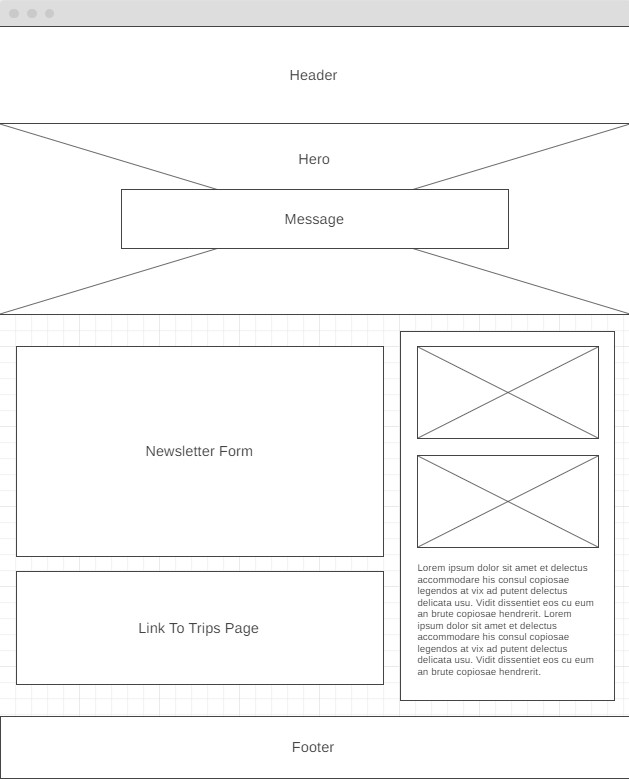 Header
Hero
Message
Newsletter Form
Link To Trips Page
Lorem ipsum dolor sit amet et delectus
accommodare his consul copiosae
legendos at vix ad putent delectus
delicata usu. Vidit dissentiet eos cu eum
an brute copiosae hendrerit. Lorem
ipsum dolor sit amet et delectus
accommodare his consul copiosae
legendos at vix ad putent delectus
delicata usu. Vidit dissentiet eos cu eum
an brute copiosae hendrerit.
Footer